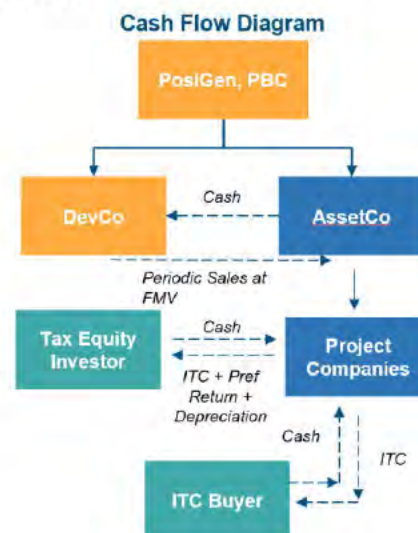 Cash Flow Diagram
PosiGen, PBC
DevCo
Cash
AssetCo
Periodic Sales at
FMV
Tax Equity
Investor
Cash
ITC + Pref
Return +
Depreciation
Project
Companies
Cash
ITC
ITC Buyer